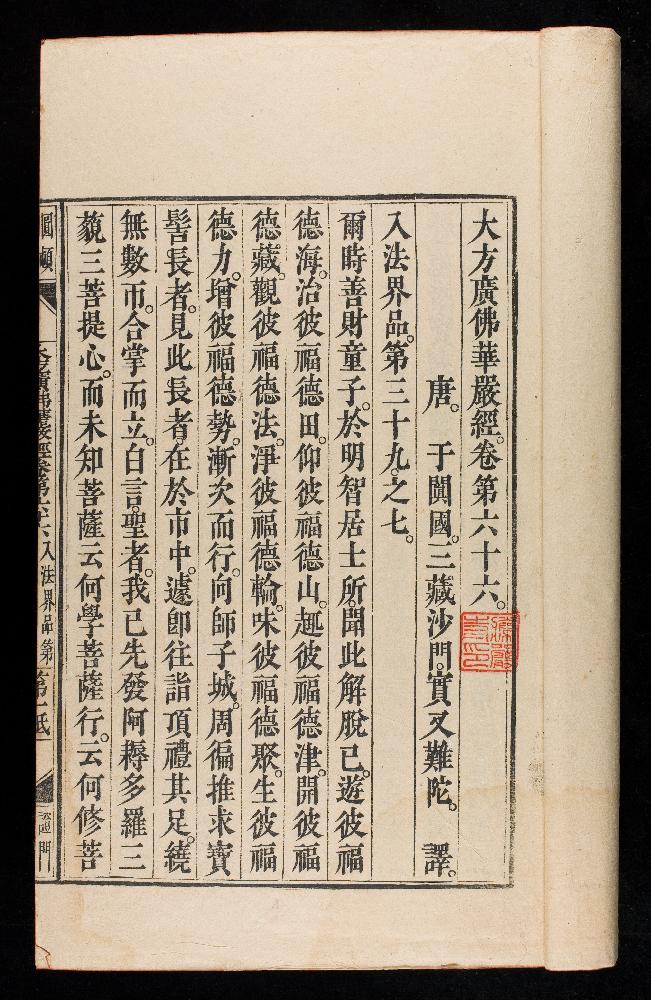 大方廣佛華嚴經。卷第六十六。
唐。于闐國。三藏沙門。實叉難陀。譯。
入法界品。第三十九。之七。
爾時善財童子。於明智居士所。聞此解脫已。遊彼福
德海。治彼福德田。仰彼福德山。趣彼福德津。開彼福
德藏。觀彼福德法。淨彼福德輪。味彼福德聚。生彼福
德力。增彼福德勢。漸次而行。向師子城。周徧推求寶
髻長者。見此長者。在於市中。遽卽往詣。頂禮其足。繞
無數帀。合掌而立。白言。聖者。我已先發阿耨多羅三
藐三菩提心。而未知菩薩云何學菩薩行。云何修菩
圓頓
大方廣佛華嚴經卷第六十六 入法界品第
第一紙